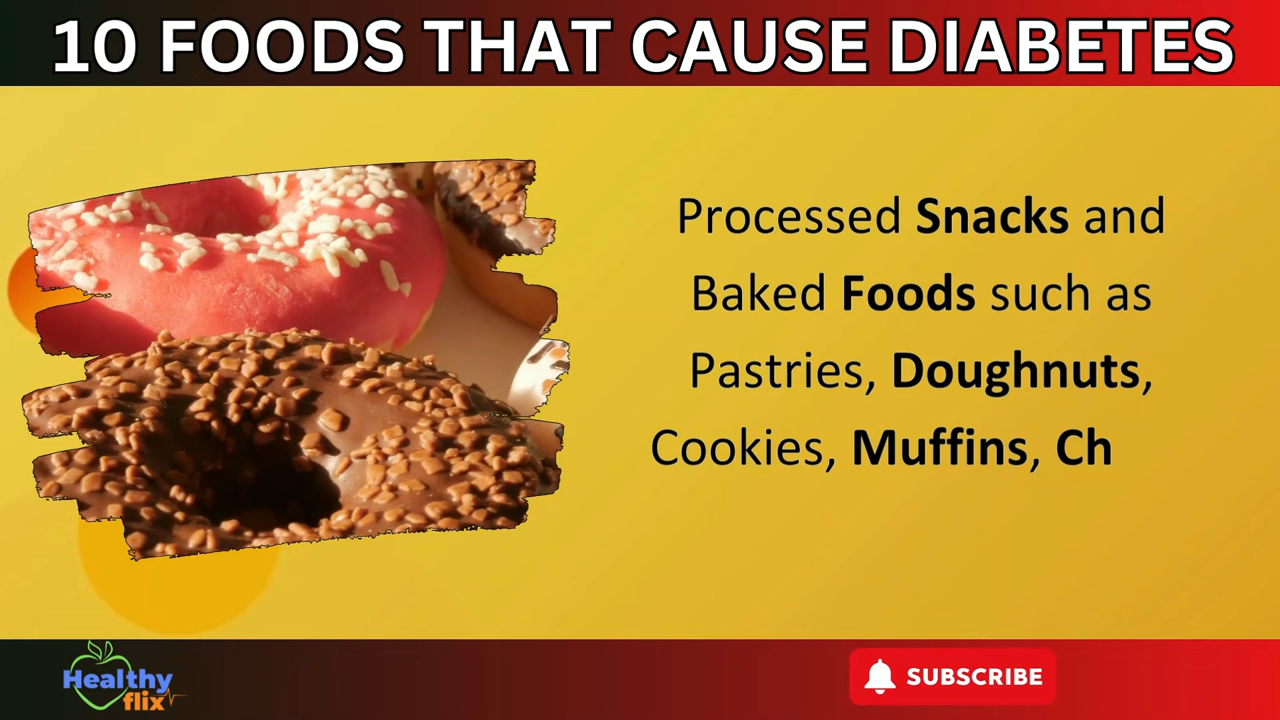 10 FOODS THAT CAUSE DIABETES
Processed Snacks and
Baked Foods such as
Pastries, Doughnuts,
Cookies, Muffins, Ch
Healthy
flix
SUBSCRIBE